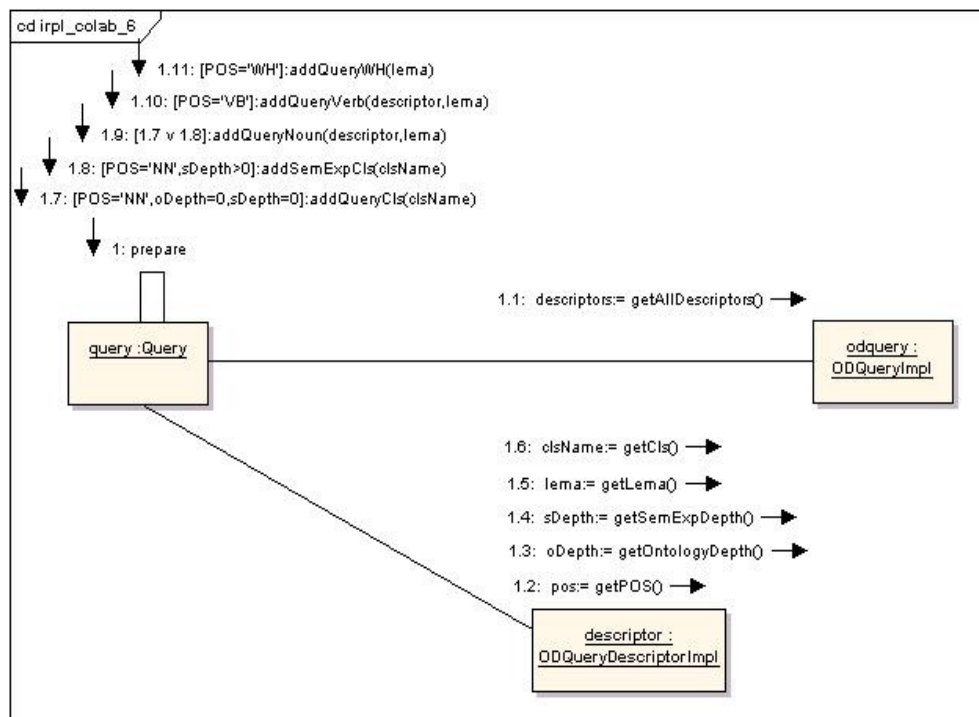 cd irpl_colab_6
1.11: [POS='WH']:addQueryWH(lema)
1.10: [POS='VB']:addQueryVerb(descriptor,lema)
1.9: [1.7 v 1.8]:addQueryNoun(descriptor,lema)
1.8: [POS='NN',sDepth>0]:addSemExpCls(clsName)
1.7: [POS='NN',oDepth=0,sDepth=0]:addQueryCls(clsName)
1: prepare
1.1: descriptors:= getAllDescriptors()
query :Query
odquery :
ODQueryImpl
1.6: clsName:= getCls()
1.5: lema:= getLema()
1.4: sDepth:= getSemExpDepth()
1.3: oDepth:= getOntologyDepth()
1.2: pos:= getPOS()
descriptor :
ODQueryDescriptorImpl